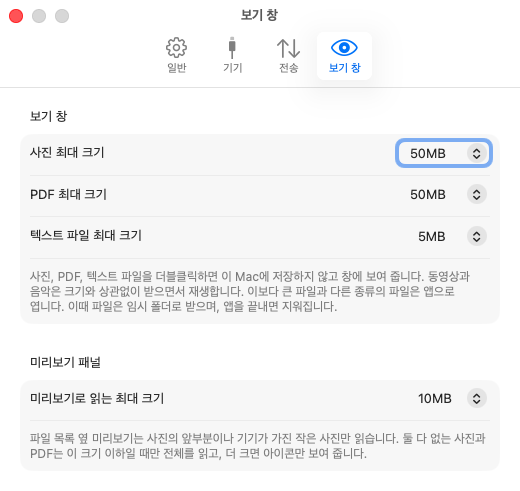 보기 창
일반
기기
전송
보기 창
보기 창
사진 최대 크기
50MB
PDF 최대 크기
50MB
텍스트 파일 최대 크기
5MB
사진, PDF, 텍스트 파일을 더블클릭하면 이 Mac에 저장하지 않고 창에 보여 줍니다. 동영상과
음악은 크기와 상관없이 받으면서 재생합니다. 이보다 큰 파일과 다른 종류의 파일은 앱으로
엽니다. 이때 파일은 임시 폴더로 받으며, 앱을 끝내면 지워집니다.
미리보기 패널
미리보기로 읽는 최대 크기
10MB
파일 목록 옆 미리보기는 사진의 앞부분이나 기기가 가진 작은 사진만 읽습니다. 둘 다 없는 사진과
PDF는 이 크기 이하일 때만 전체를 읽고, 더 크면 아이콘만 보여 줍니다.